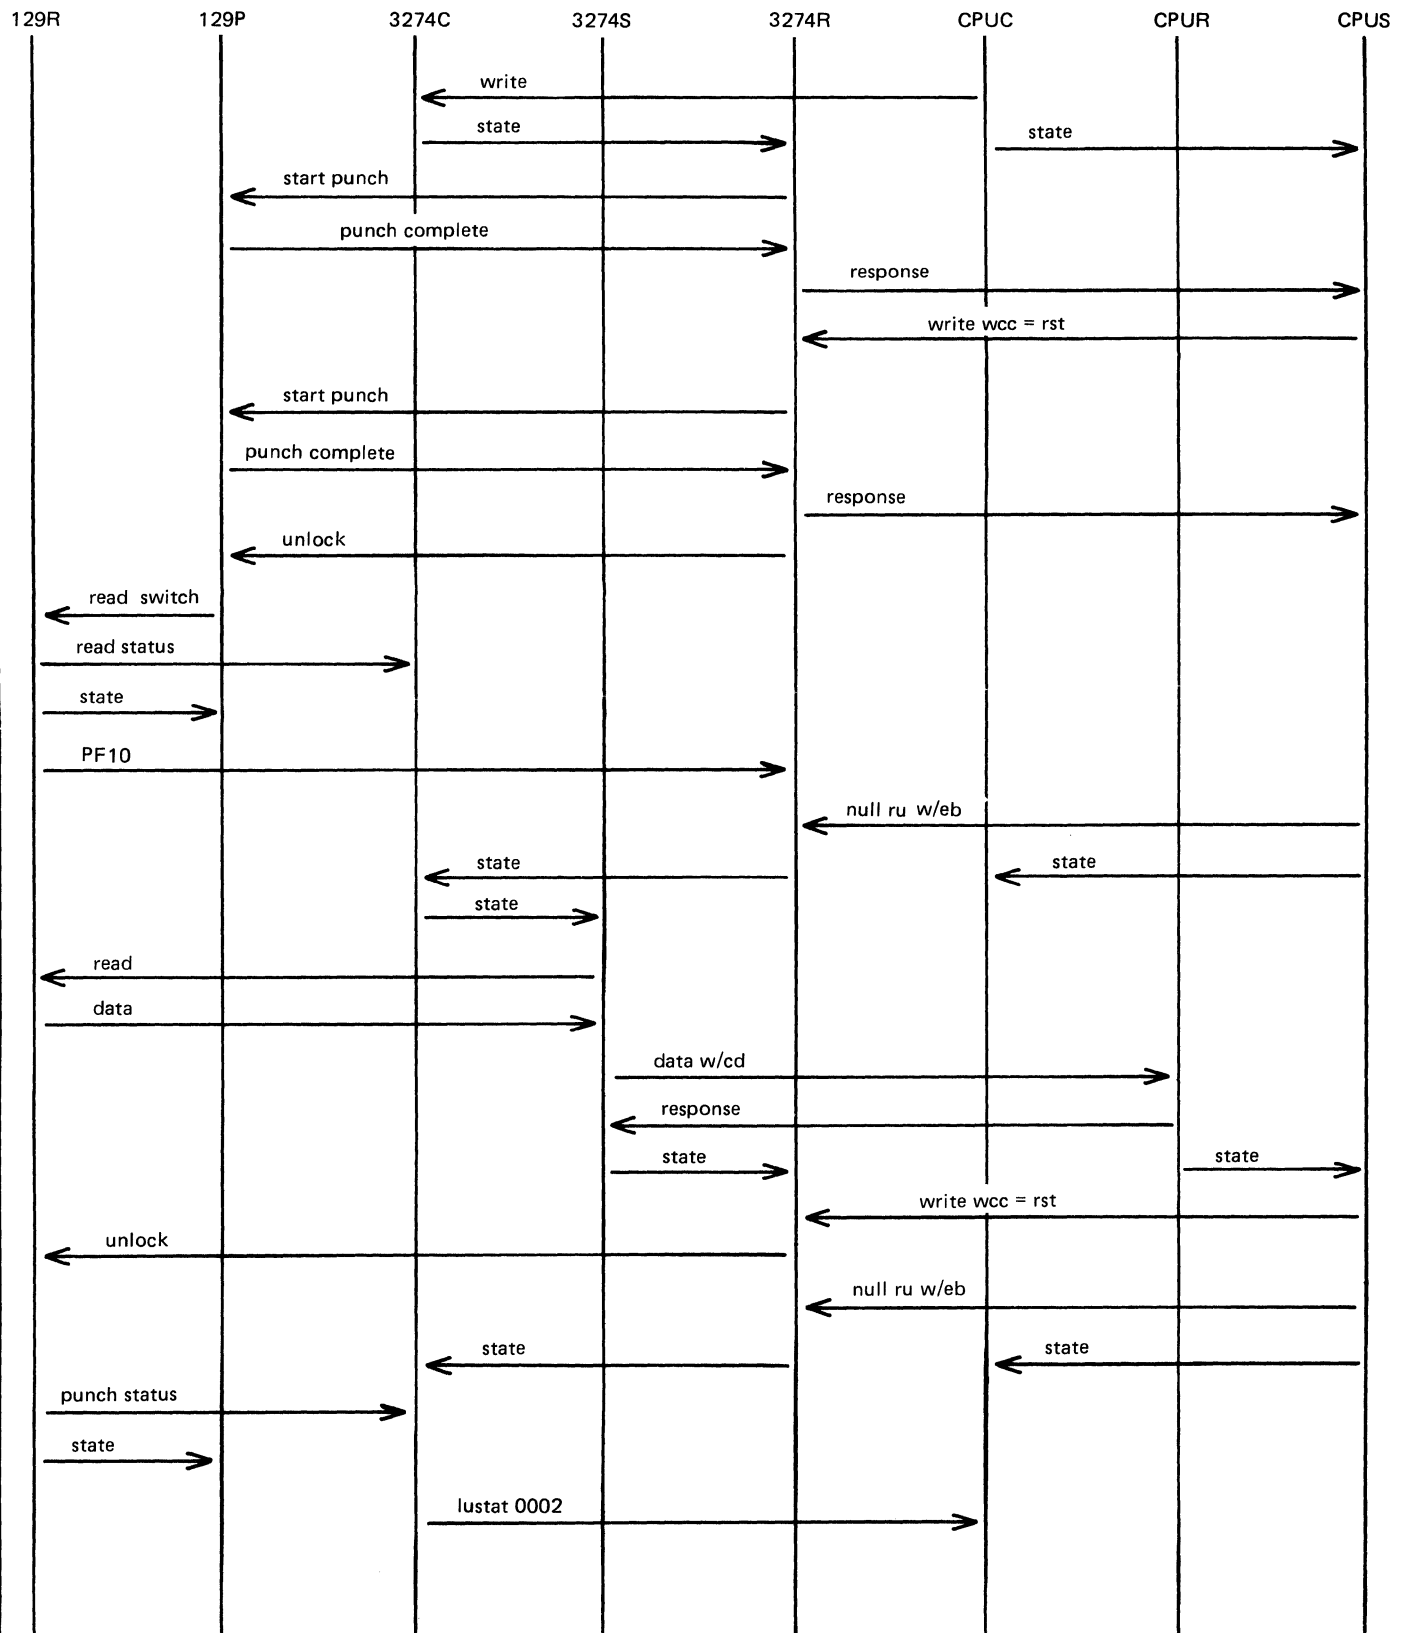 129R 129P 3274C 3274S 3274R CPUC CPUR CPUS
write
state state
start punch
punch complete
response
write wcc = rst
start punch
punch complete
response
unlock
read switch
read status
state
PF10
null ru w/eb
state state
state
read
data
data w/cd
response
state state
write wcc = rst
unlock
null ru w/eb
state state
punch status
state
lustat 0002